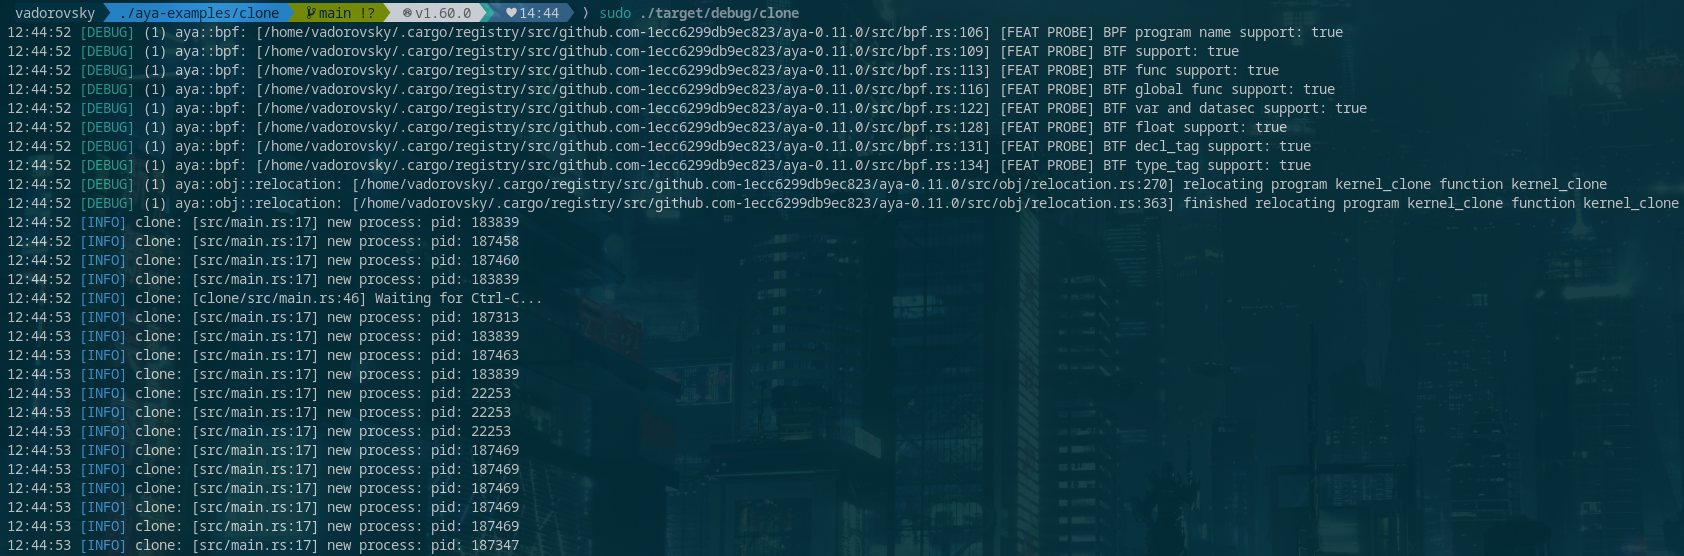 vadorovsky ./aya-examples/clone main !? v1.60.0 ♥14:44 ⟩ sudo ./target/debug/clone
12:44:52 [DEBUG] (1) aya::bpf: [/home/vadorovsky/.cargo/registry/src/github.com-1ecc6299db9ec823/aya-0.11.0/src/bpf.rs:106] [FEAT PROBE] BPF program name support: true
12:44:52 [DEBUG] (1) aya::bpf: [/home/vadorovsky/.cargo/registry/src/github.com-1ecc6299db9ec823/aya-0.11.0/src/bpf.rs:109] [FEAT PROBE] BTF support: true
12:44:52 [DEBUG] (1) aya::bpf: [/home/vadorovsky/.cargo/registry/src/github.com-1ecc6299db9ec823/aya-0.11.0/src/bpf.rs:113] [FEAT PROBE] BTF func support: true
12:44:52 [DEBUG] (1) aya::bpf: [/home/vadorovsky/.cargo/registry/src/github.com-1ecc6299db9ec823/aya-0.11.0/src/bpf.rs:116] [FEAT PROBE] BTF global func support: true
12:44:52 [DEBUG] (1) aya::bpf: [/home/vadorovsky/.cargo/registry/src/github.com-1ecc6299db9ec823/aya-0.11.0/src/bpf.rs:122] [FEAT PROBE] BTF var and datasec support: true
12:44:52 [DEBUG] (1) aya::bpf: [/home/vadorovsky/.cargo/registry/src/github.com-1ecc6299db9ec823/aya-0.11.0/src/bpf.rs:128] [FEAT PROBE] BTF float support: true
12:44:52 [DEBUG] (1) aya::bpf: [/home/vadorovsky/.cargo/registry/src/github.com-1ecc6299db9ec823/aya-0.11.0/src/bpf.rs:131] [FEAT PROBE] BTF decl_tag support: true
12:44:52 [DEBUG] (1) aya::bpf: [/home/vadorovsky/.cargo/registry/src/github.com-1ecc6299db9ec823/aya-0.11.0/src/bpf.rs:134] [FEAT PROBE] BTF type_tag support: true
12:44:52 [DEBUG] (1) aya::obj::relocation: [/home/vadorovsky/.cargo/registry/src/github.com-1ecc6299db9ec823/aya-0.11.0/src/obj/relocation.rs:270] relocating program kernel_clone function kernel_clone
12:44:52 [DEBUG] (1) aya::obj::relocation: [/home/vadorovsky/.cargo/registry/src/github.com-1ecc6299db9ec823/aya-0.11.0/src/obj/relocation.rs:363] finished relocating program kernel_clone function kernel_clone
12:44:52 [INFO] clone: [src/main.rs:17] new process: pid: 183839
12:44:52 [INFO] clone: [src/main.rs:17] new process: pid: 187458
12:44:52 [INFO] clone: [src/main.rs:17] new process: pid: 187460
12:44:52 [INFO] clone: [src/main.rs:17] new process: pid: 183839
12:44:52 [INFO] clone: [clone/src/main.rs:46] Waiting for Ctrl-C...
12:44:53 [INFO] clone: [src/main.rs:17] new process: pid: 187313
12:44:53 [INFO] clone: [src/main.rs:17] new process: pid: 183839
12:44:53 [INFO] clone: [src/main.rs:17] new process: pid: 187463
12:44:53 [INFO] clone: [src/main.rs:17] new process: pid: 183839
12:44:53 [INFO] clone: [src/main.rs:17] new process: pid: 22253
12:44:53 [INFO] clone: [src/main.rs:17] new process: pid: 22253
12:44:53 [INFO] clone: [src/main.rs:17] new process: pid: 22253
12:44:53 [INFO] clone: [src/main.rs:17] new process: pid: 187469
12:44:53 [INFO] clone: [src/main.rs:17] new process: pid: 187469
12:44:53 [INFO] clone: [src/main.rs:17] new process: pid: 187469
12:44:53 [INFO] clone: [src/main.rs:17] new process: pid: 187469
12:44:53 [INFO] clone: [src/main.rs:17] new process: pid: 187469
12:44:53 [INFO] clone: [src/main.rs:17] new process: pid: 187347